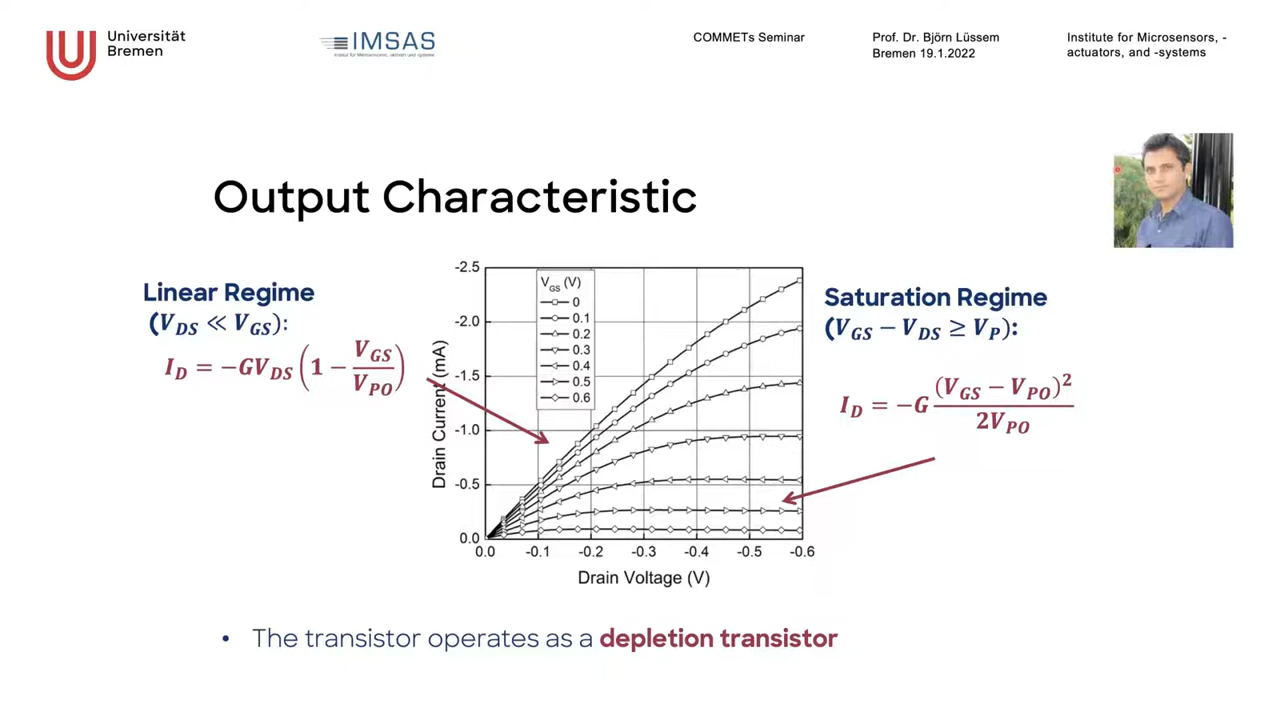 Universität
Bremen
IMSAS
COMMETs Seminar
Prof. Dr. Björn Lüssem
Bremen 19.1.2022
Institute for Microsensors, -
actuators, and -systems
Output Characteristic
Linear Regime
(V_DS ≪ V_GS):
I_D = −GV_DS (1 − V_GS / V_PO)
-2.5
-2.0
-1.5
-1.0
-0.5
0.0
Drain Current (mA)
V_GS (V)
0
0.1
0.2
0.3
0.4
0.5
0.6
0.0 -0.1 -0.2 -0.3 -0.4 -0.5 -0.6
Drain Voltage (V)
Saturation Regime
(V_GS − V_DS ≥ V_P):
I_D = −G (V_GS − V_PO)² / 2V_PO
• The transistor operates as a depletion transistor